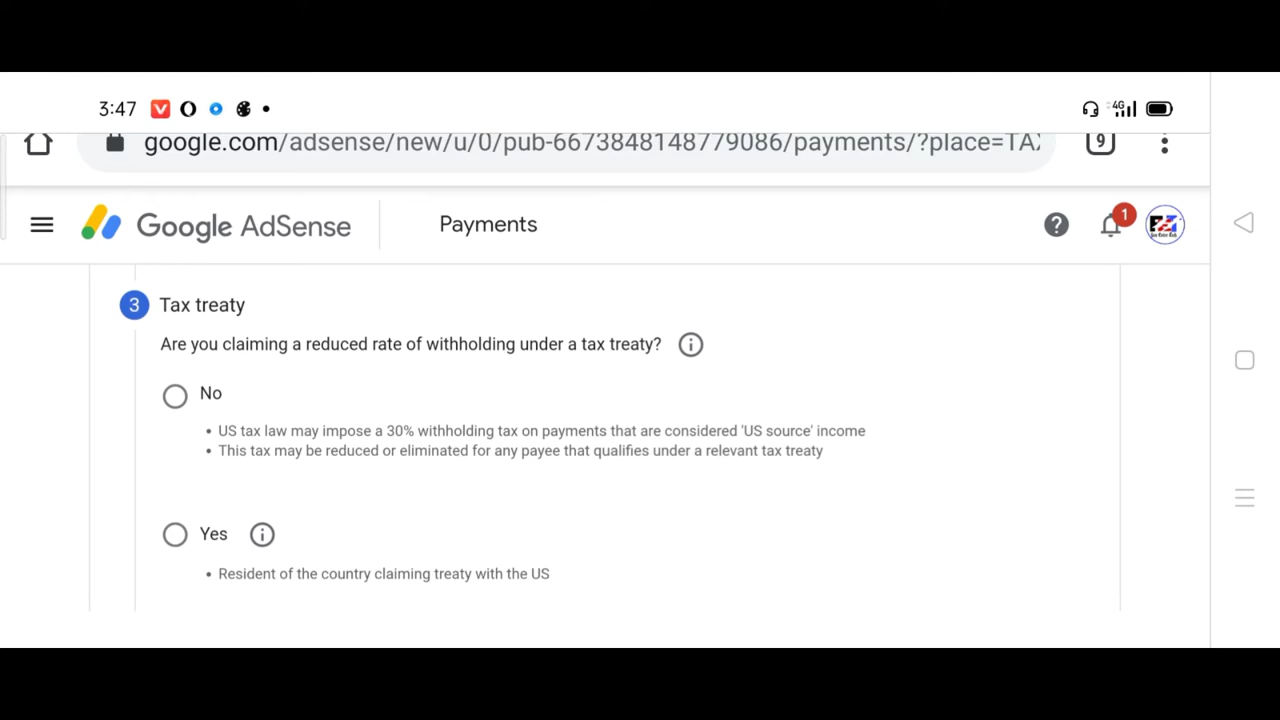 3:47
4G
google.com/adsense/new/u/0/pub-6673848148779086/payments/?place=TAX
9
Google AdSense
Payments
1
3 Tax treaty
Are you claiming a reduced rate of withholding under a tax treaty?
No
• US tax law may impose a 30% withholding tax on payments that are considered 'US source' income
• This tax may be reduced or eliminated for any payee that qualifies under a relevant tax treaty
Yes
• Resident of the country claiming treaty with the US